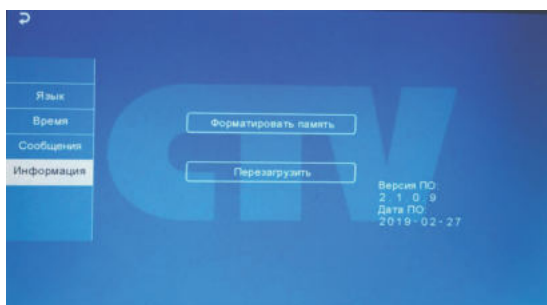 Язык
Время
Сообщения
Информация
CTV
Форматировать память
Перезагрузить
Версия ПО:
2.1.0.9
Дата ПО:
2019-02-27